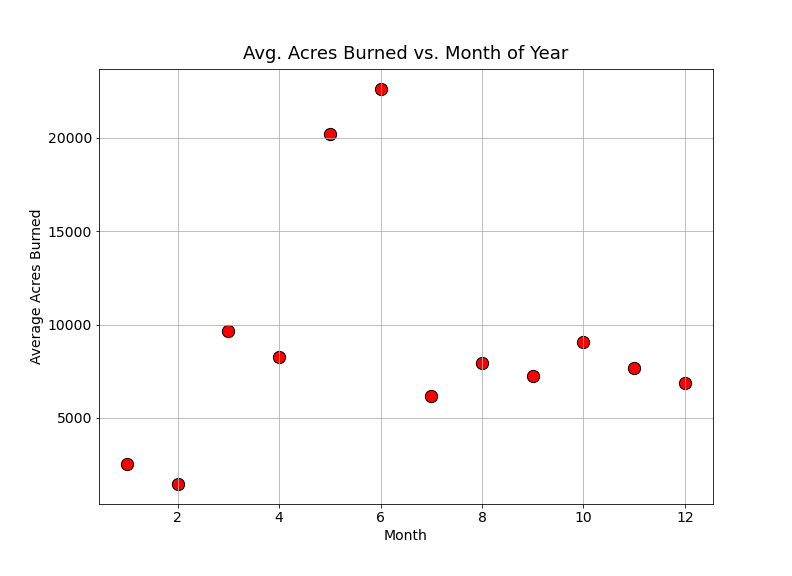 Avg. Acres Burned vs. Month of Year
20000
15000
10000
5000
Average Acres Burned
2 4 6 8 10 12
Month